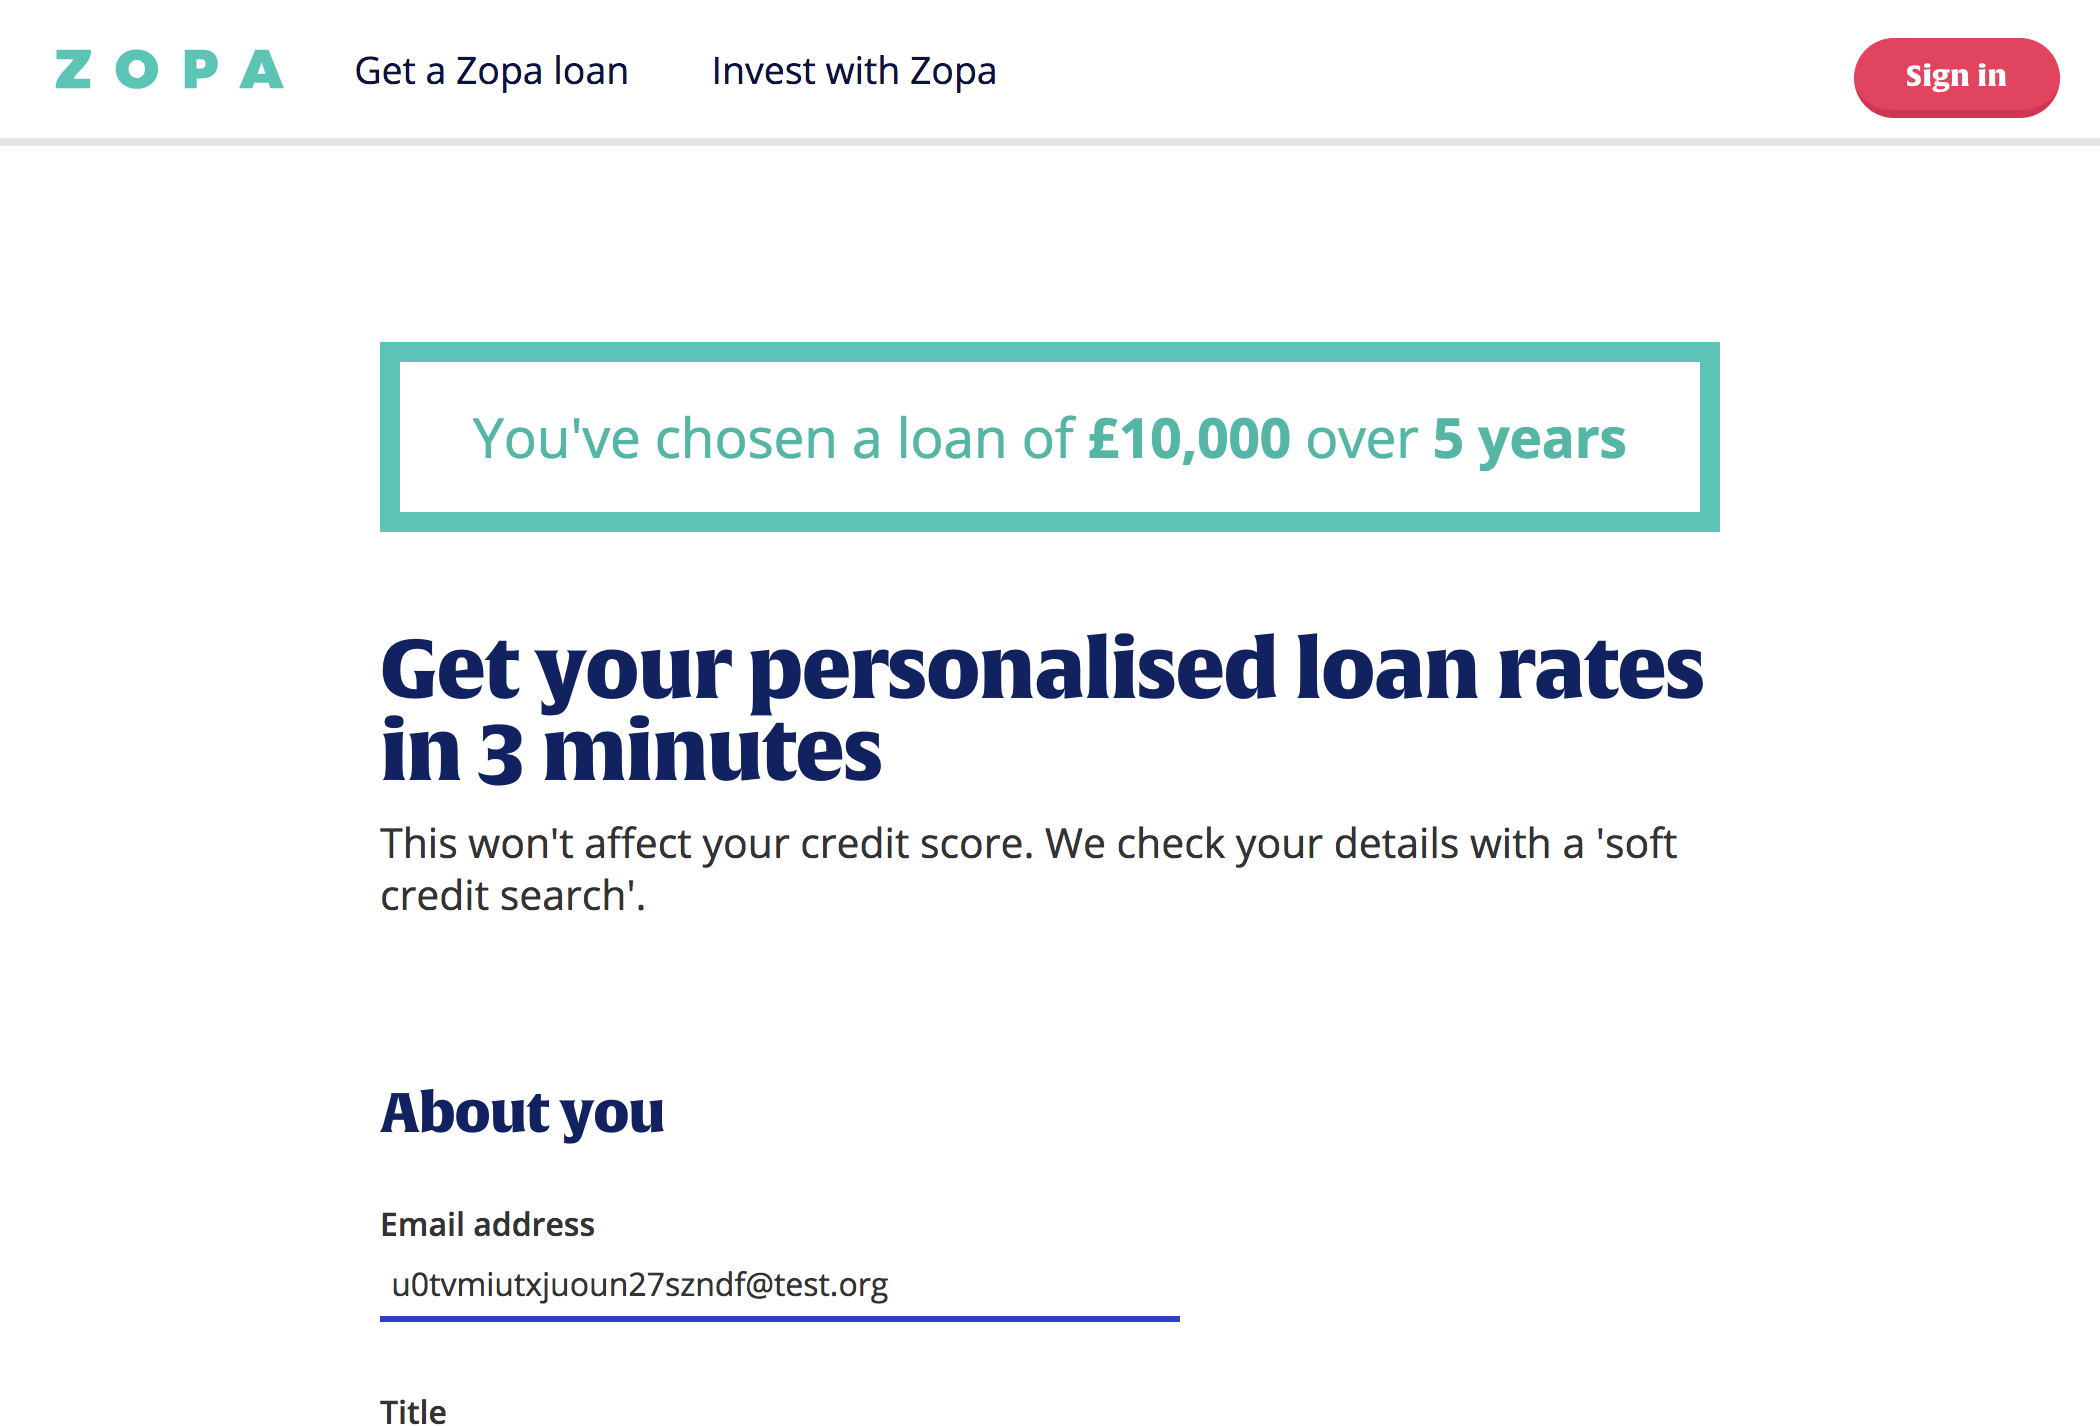 ZOPA
Get a Zopa loan
Invest with Zopa
Sign in
You've chosen a loan of £10,000 over 5 years
Get your personalised loan rates
in 3 minutes
This won't affect your credit score. We check your details with a 'soft
credit search'.
About you
Email address
u0tvmiutxjuoun27szndf@test.org
Title